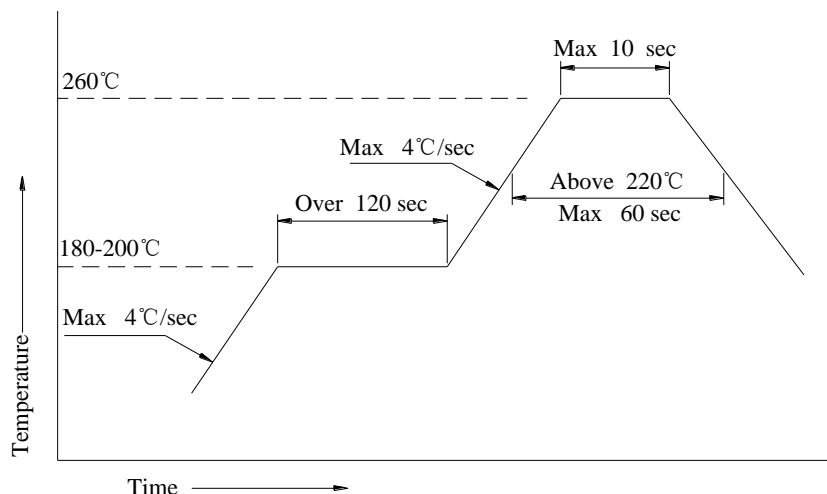 Max 10 sec
260℃
Max 4℃/sec
Above 220℃
Over 120 sec
Max 60 sec
180-200℃
Max 4℃/sec
Temperature
Time